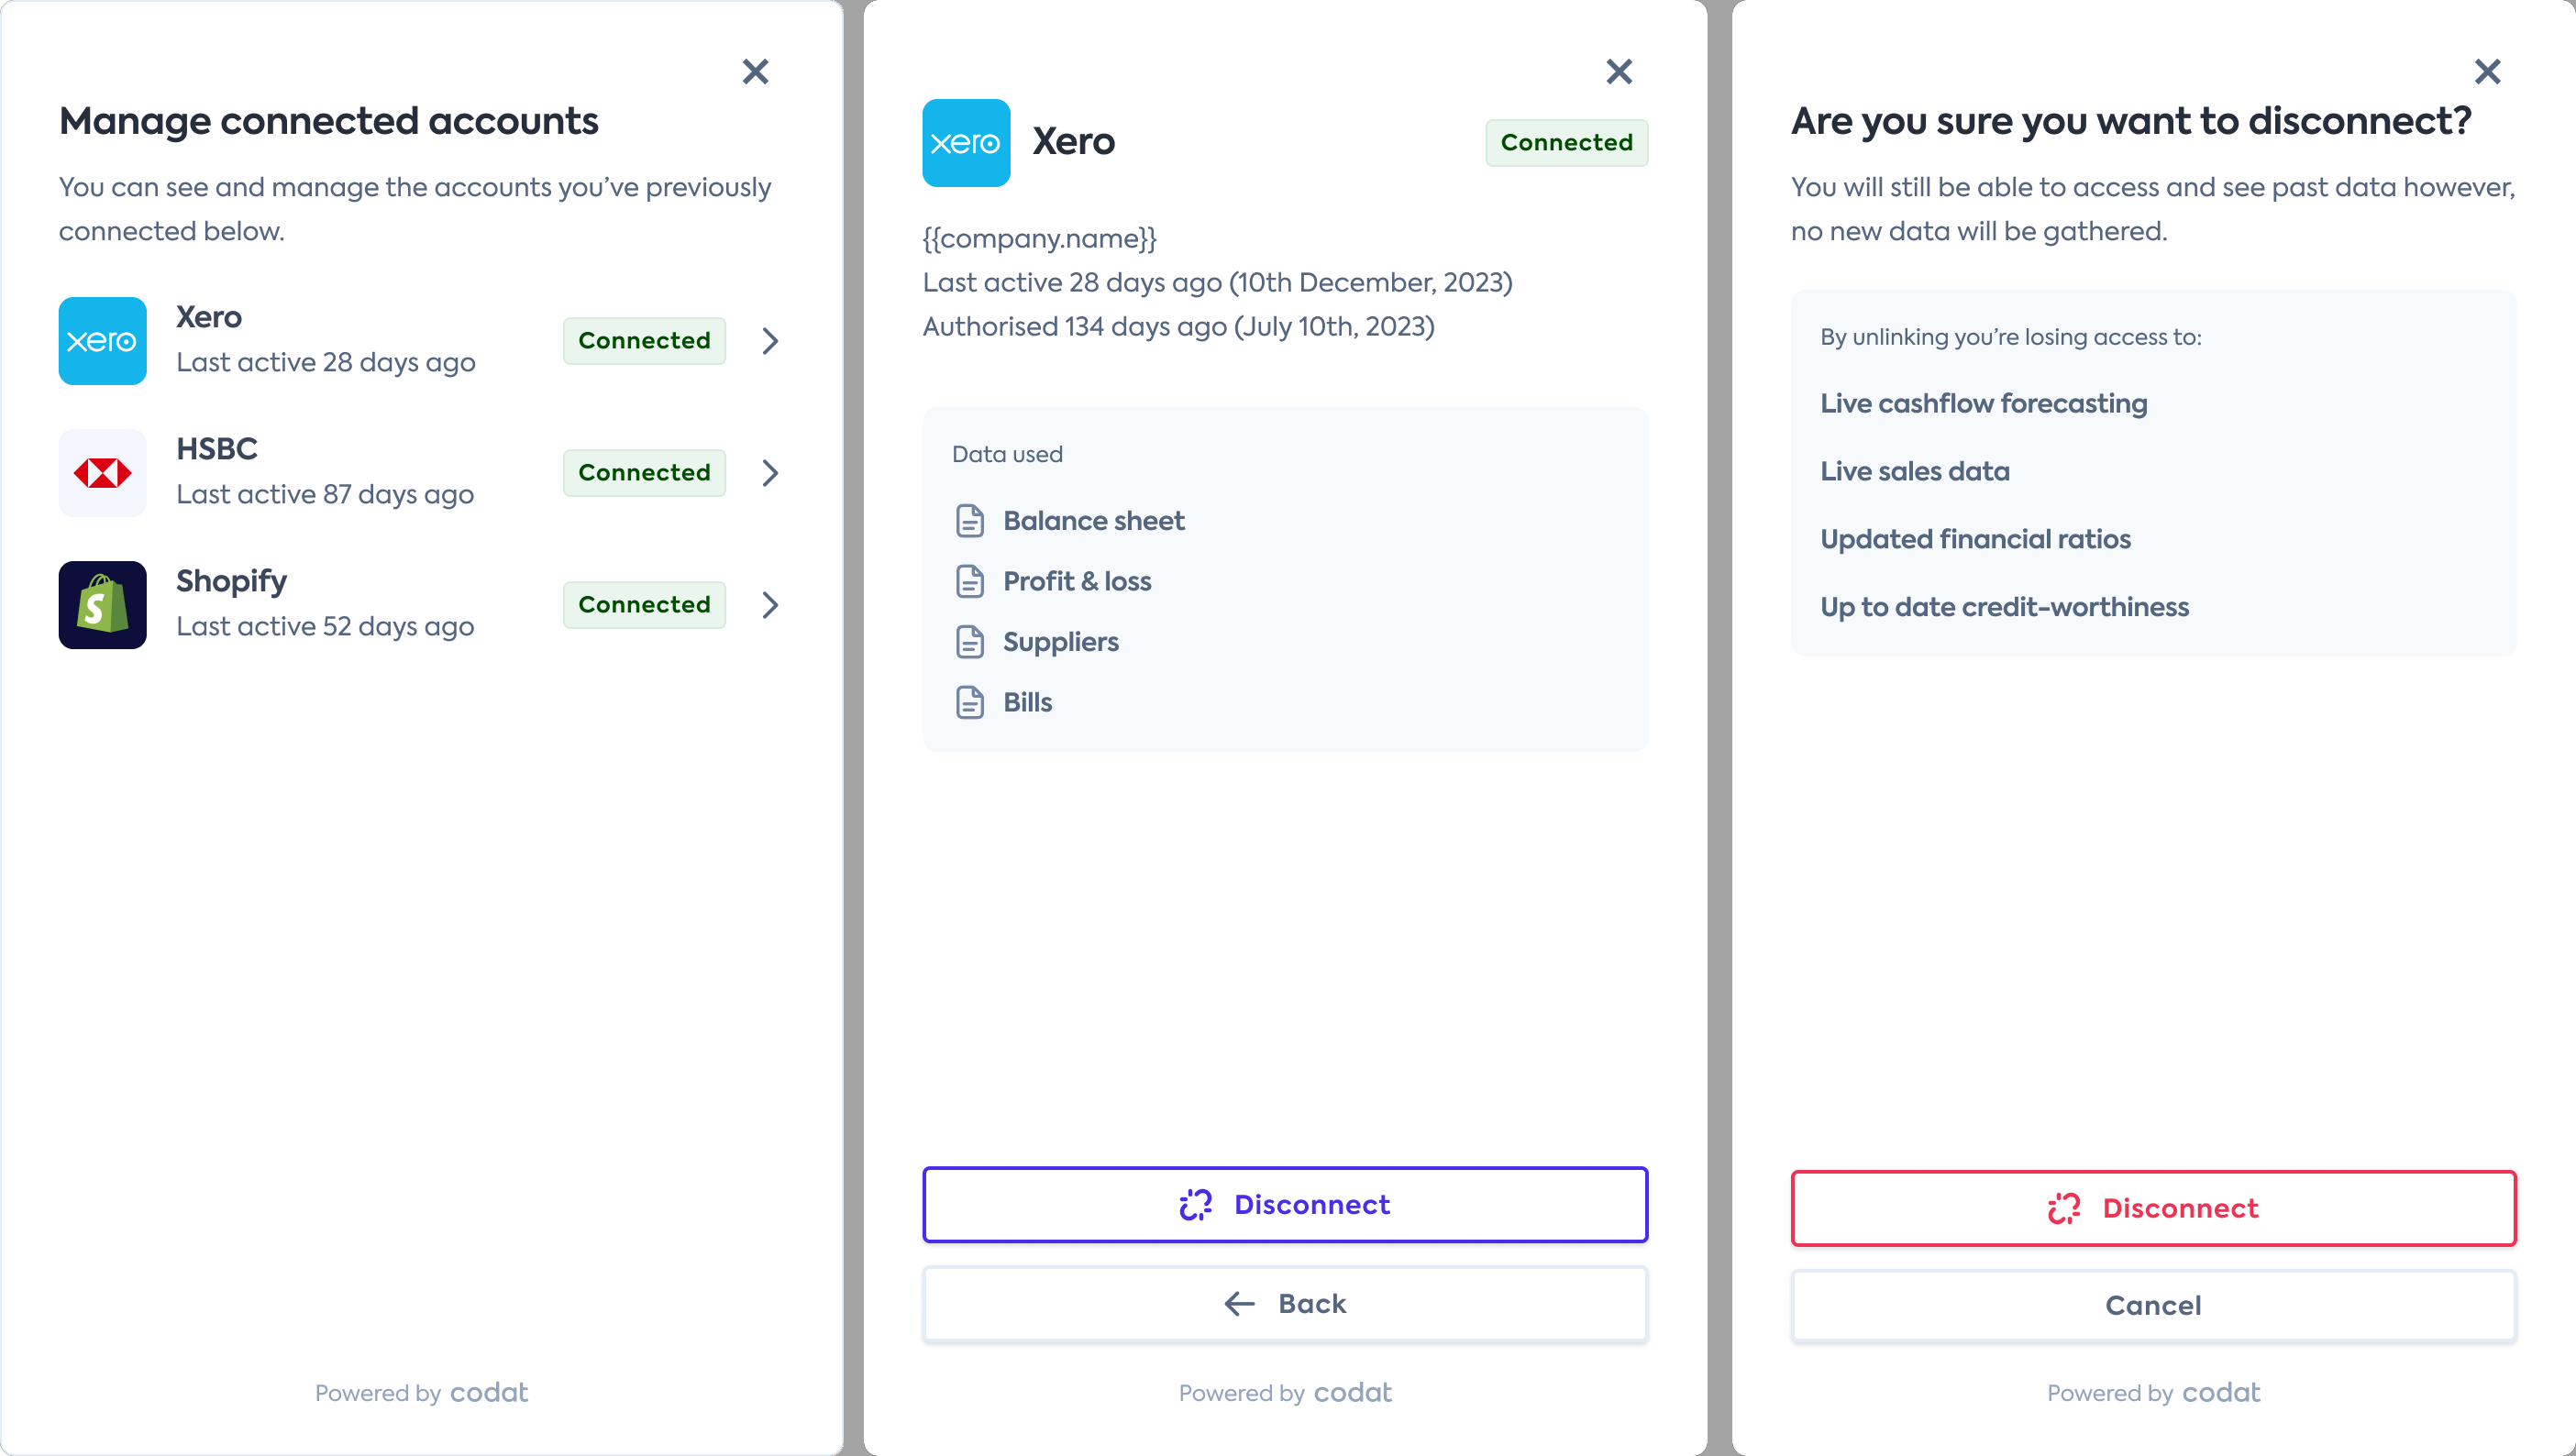 Manage connected accounts
You can see and manage the accounts you’ve previously
connected below.
xero
Xero
Last active 28 days ago
Connected
HSBC
Last active 87 days ago
Connected
S
Shopify
Last active 52 days ago
Connected
Powered by codat
xero
Xero
Connected
{{company.name}}
Last active 28 days ago (10th December, 2023)
Authorised 134 days ago (July 10th, 2023)
Data used
Balance sheet
Profit & loss
Suppliers
Bills
Disconnect
Back
Powered by codat
Are you sure you want to disconnect?
You will still be able to access and see past data however,
no new data will be gathered.
By unlinking you’re losing access to:
Live cashflow forecasting
Live sales data
Updated financial ratios
Up to date credit-worthiness
Disconnect
Cancel
Powered by codat